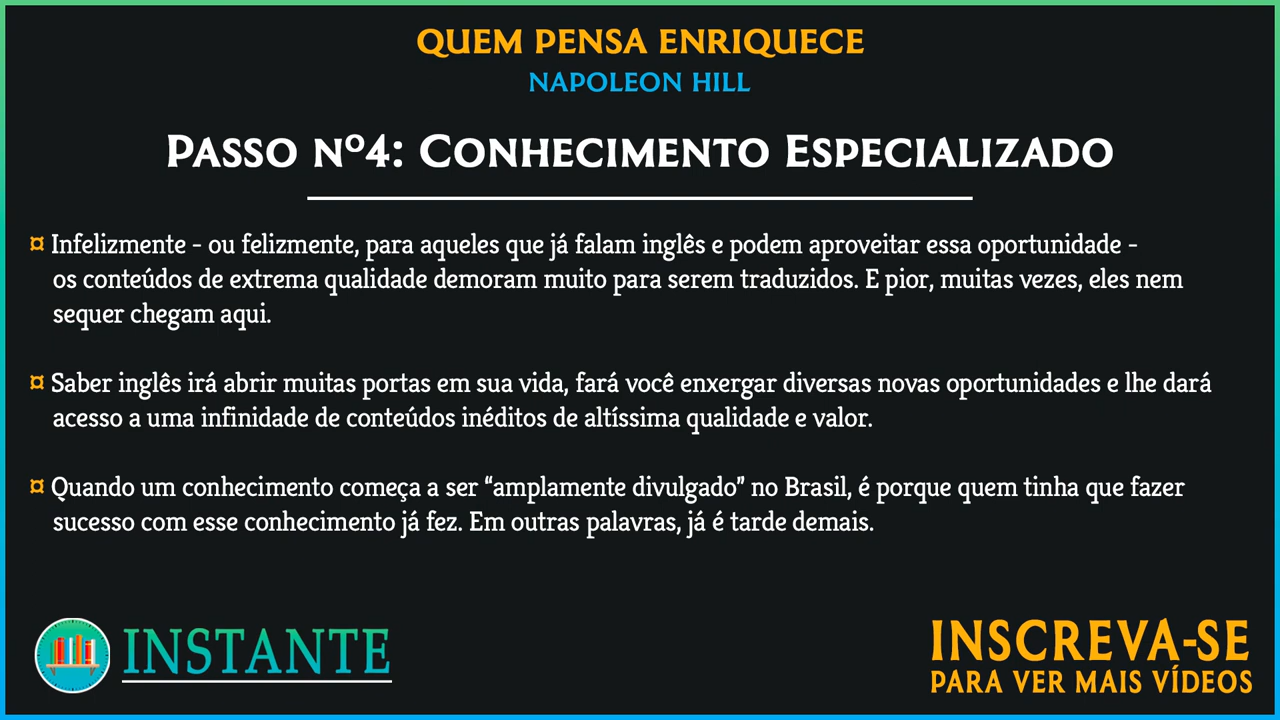 QUEM PENSA ENRIQUECE
NAPOLEON HILL
Passo nº4: Conhecimento Especializado
¤ Infelizmente - ou felizmente, para aqueles que já falam inglês e podem aproveitar essa oportunidade -
os conteúdos de extrema qualidade demoram muito para serem traduzidos. E pior, muitas vezes, eles nem
sequer chegam aqui.
¤ Saber inglês irá abrir muitas portas em sua vida, fará você enxergar diversas novas oportunidades e lhe dará
acesso a uma infinidade de conteúdos inéditos de altíssima qualidade e valor.
¤ Quando um conhecimento começa a ser “amplamente divulgado” no Brasil, é porque quem tinha que fazer
sucesso com esse conhecimento já fez. Em outras palavras, já é tarde demais.
INSTANTE
INSCREVA-SE
PARA VER MAIS VÍDEOS